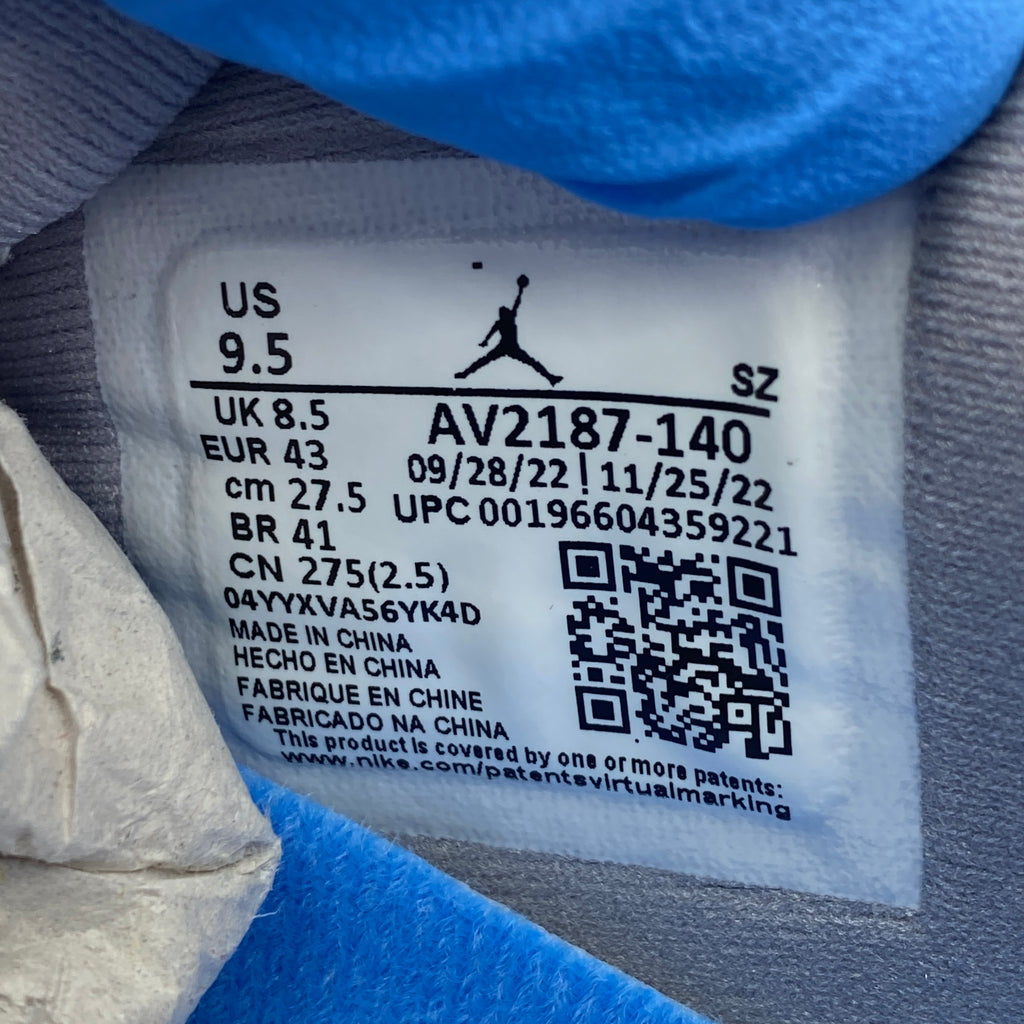 US
9.5
SZ
UK 8.5
AV2187-140
EUR 43
09/28/22 | 11/25/22
cm 27.5
UPC 00196604359221
BR 41
CN 275(2.5)
04YYXVA56YK4D
MADE IN CHINA
HECHO EN CHINA
FABRIQUE EN CHINE
FABRICADO NA CHINA
This product is covered by one or more patents:
www.nike.com/patentsvirtualmarking